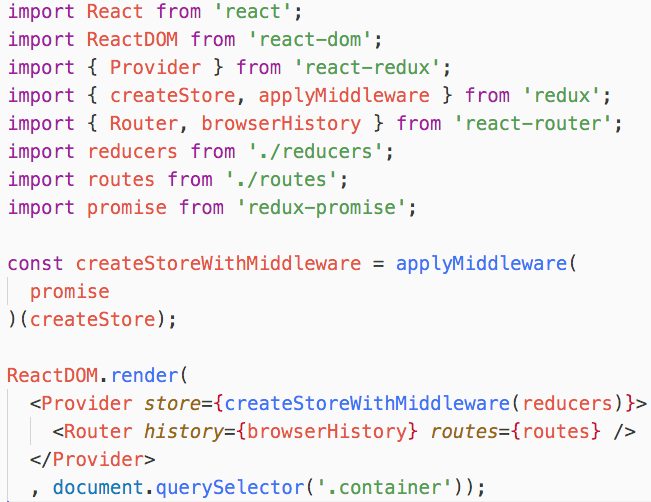 import React from 'react';
import ReactDOM from 'react-dom';
import { Provider } from 'react-redux';
import { createStore, applyMiddleware } from 'redux';
import { Router, browserHistory } from 'react-router';
import reducers from './reducers';
import routes from './routes';
import promise from 'redux-promise';

const createStoreWithMiddleware = applyMiddleware(
  promise
)(createStore);

ReactDOM.render(
  <Provider store={createStoreWithMiddleware(reducers)}>
    <Router history={browserHistory} routes={routes} />
  </Provider>
  , document.querySelector('.container'));